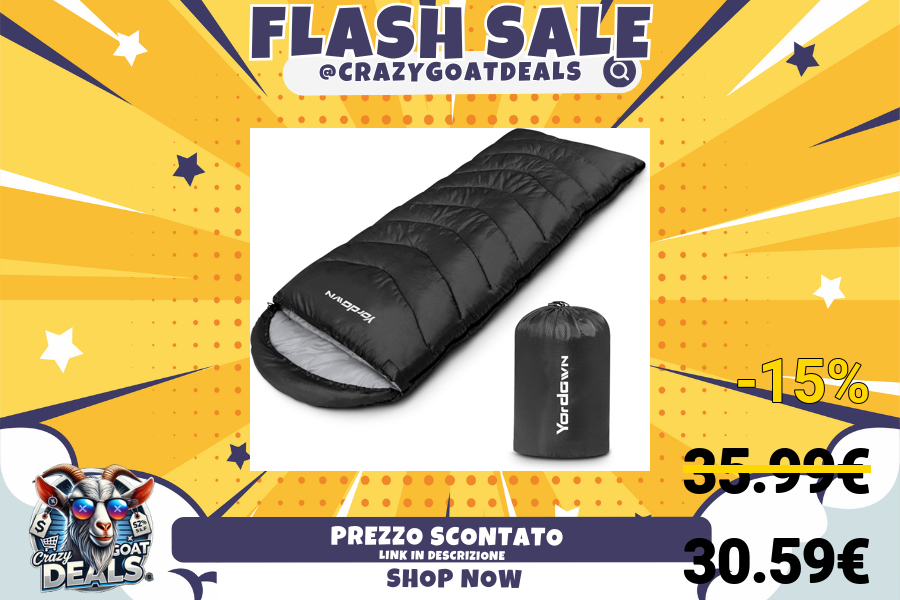 FLASH SALE
@CRAZYGOATDEALS
Yordown
Yordown
-15%
35.99€
PREZZO SCONTATO
LINK IN DESCRIZIONE
SHOP NOW
30.59€
$
52%
Crazy
GOAT
DEALS